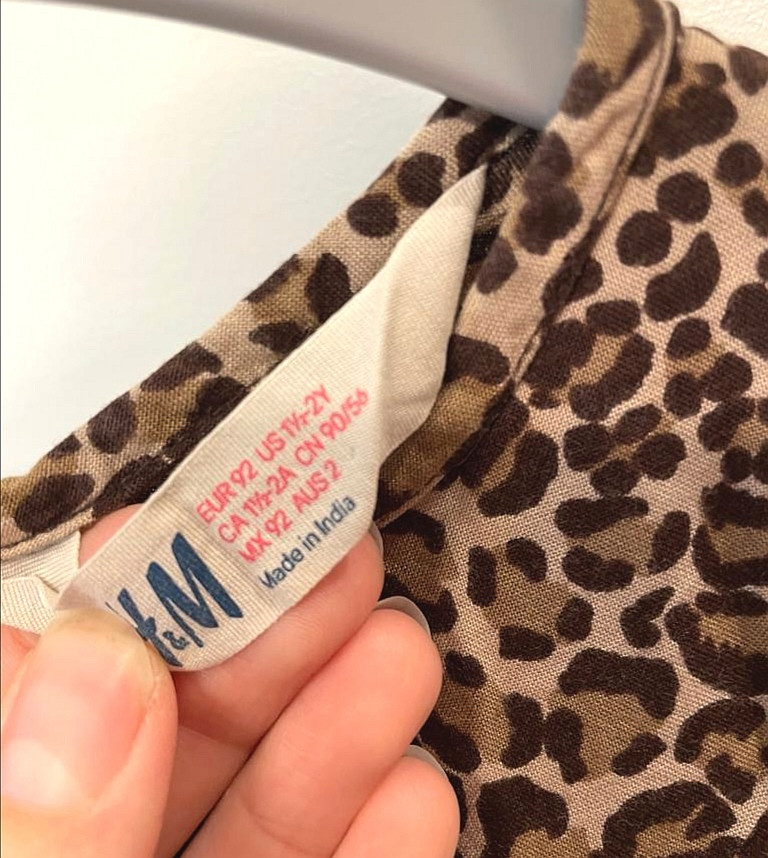 EUR 92 US 1½-2Y
CA 1½-2A CN 90/56
MX 92 AUS 2
Made in India
H&M